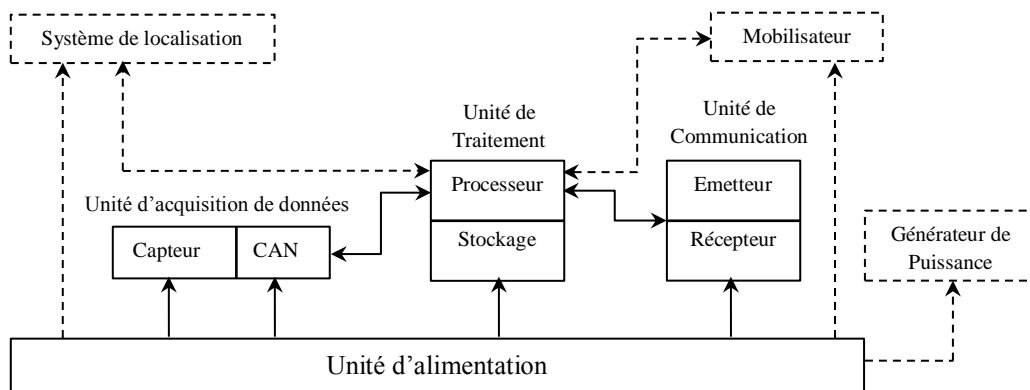 Système de localisation
Mobilisateur
Unité de
Traitement
Unité de
Communication
Processeur
Emetteur
Unité d'acquisition de données
Capteur
CAN
Stockage
Récepteur
Générateur de
Puissance
Unité d'alimentation